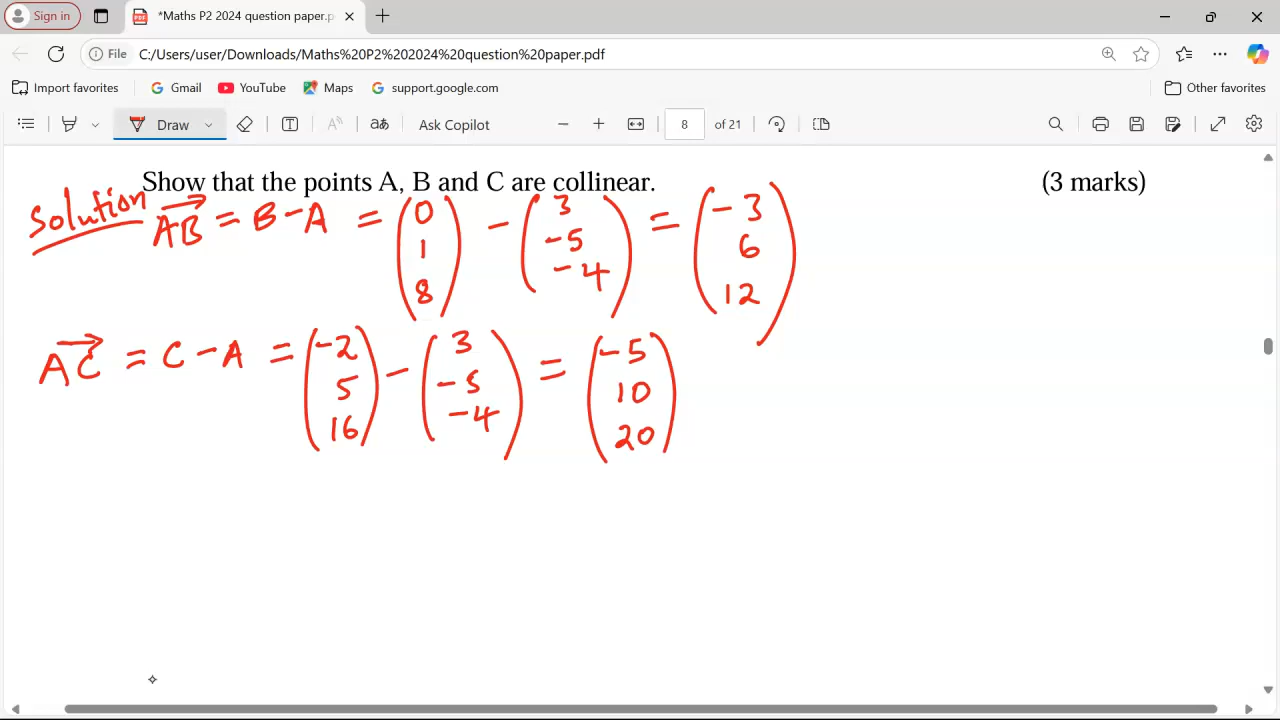 Sign in
*Maths P2 2024 question paper.p
File C:/Users/user/Downloads/Maths%20P2%202024%20question%20paper.pdf
Import favorites Gmail YouTube Maps support.google.com Other favorites
Draw Ask Copilot 8 of 21
Show that the points A, B and C are collinear. (3 marks)
Solution AB = B - A = (0 1 8) - (3 -5 -4) = (-3 6 12)
AC = C - A = (-2 5 16) - (3 -5 -4) = (-5 10 20)